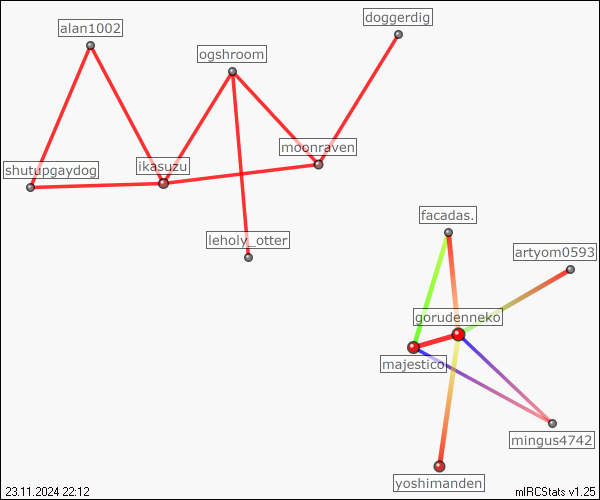 doggerdig
alan1002
ogshroom
moonraven
ikasuzu
shutupgaydog
leholy_otter
facadas.
artyom0593
gorudenneko
majestico
mingus4742
yoshimanden
23.11.2024 22:12
mIRCStats v1.25